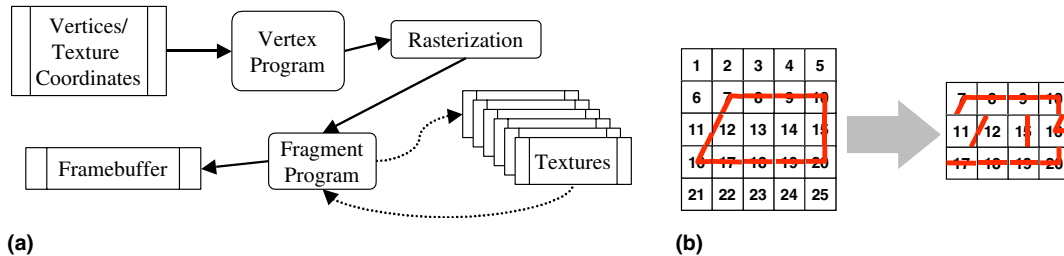 Vertices/
Texture
Coordinates
Vertex
Program
Rasterization
Framebuffer
Fragment
Program
Textures
(a)
1 2 3 4 5
6 7 8 9 10
11 12 13 14 15
16 17 18 19 20
21 22 23 24 25
7 8 9 10
11 12 15 16
17 18 19 20
(b)